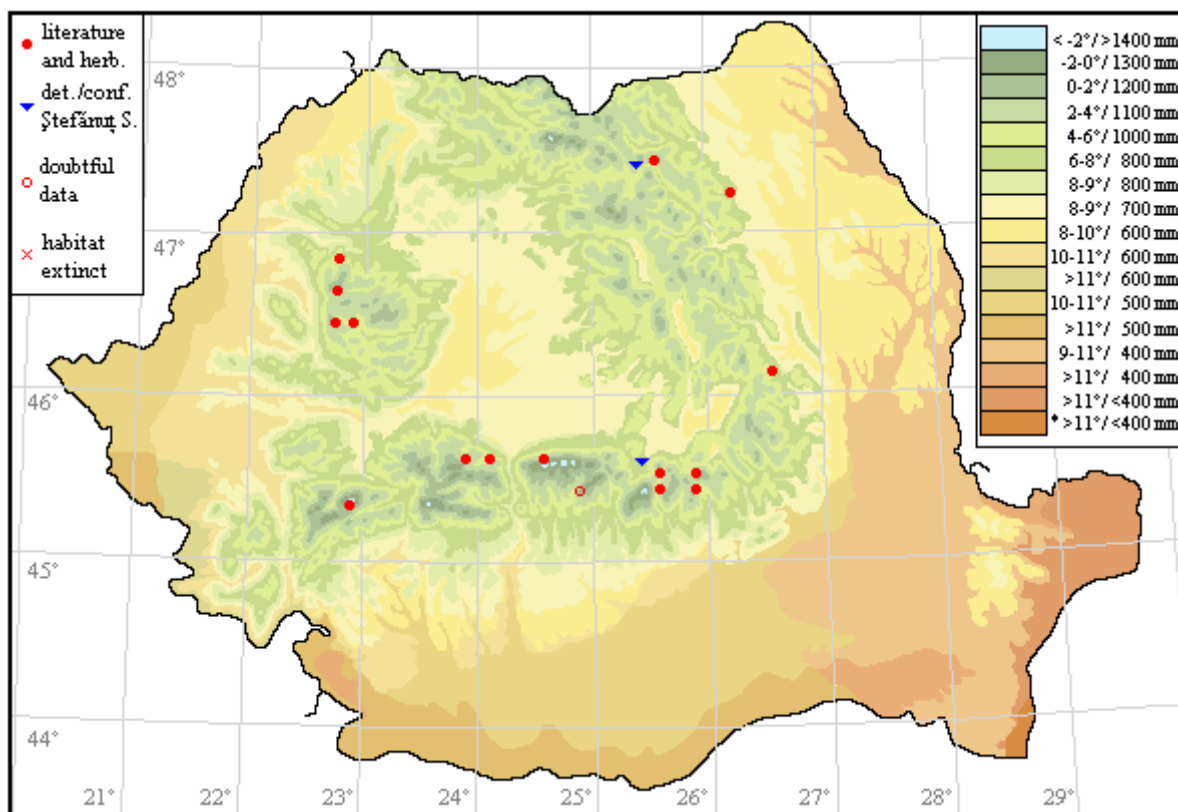 literature
and herb.
det./conf.
Ştefănuţ S.
doubtful
data
habitat
extinct
< -2°/ >1400 mm
-2-0°/ 1300 mm
0-2°/ 1200 mm
2-4°/ 1100 mm
4-6°/ 1000 mm
6-8°/ 800 mm
8-9°/ 800 mm
8-9°/ 700 mm
8-10°/ 600 mm
10-11°/ 600 mm
>11°/ 600 mm
10-11°/ 500 mm
>11°/ 500 mm
9-11°/ 400 mm
>11°/ 400 mm
>11°/ <400 mm
* >11°/ <400 mm
48°
47°
46°
45°
44°
21°
22°
23°
24°
25°
26°
27°
28°
29°